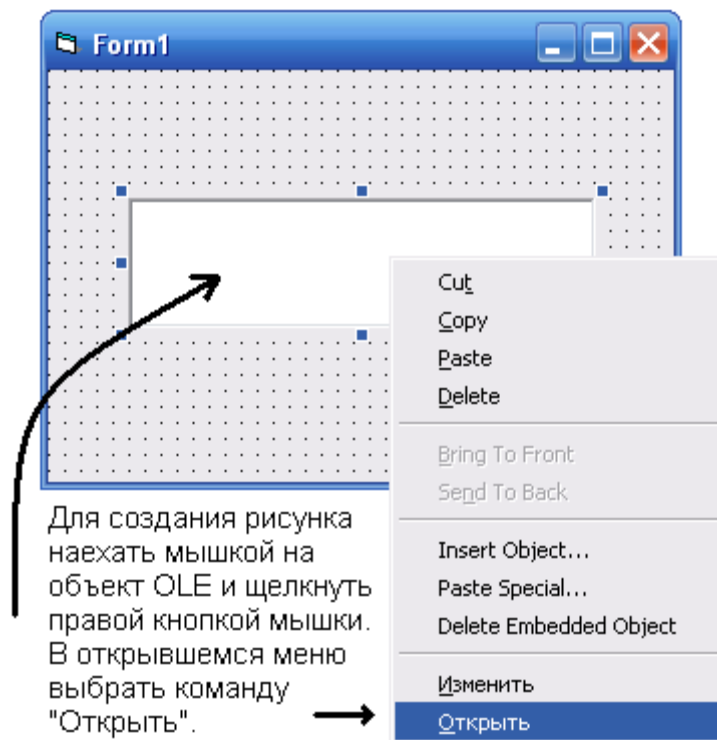 Form1
Cut
Copy
Paste
Delete
Bring To Front
Send To Back
Insert Object...
Paste Special...
Delete Embedded Object
Изменить
Открыть
Для создания рисунка
наехать мышкой на
объект OLE и щелкнуть
правой кнопкой мышки.
В открывшемся меню
выбрать команду
"Открыть".